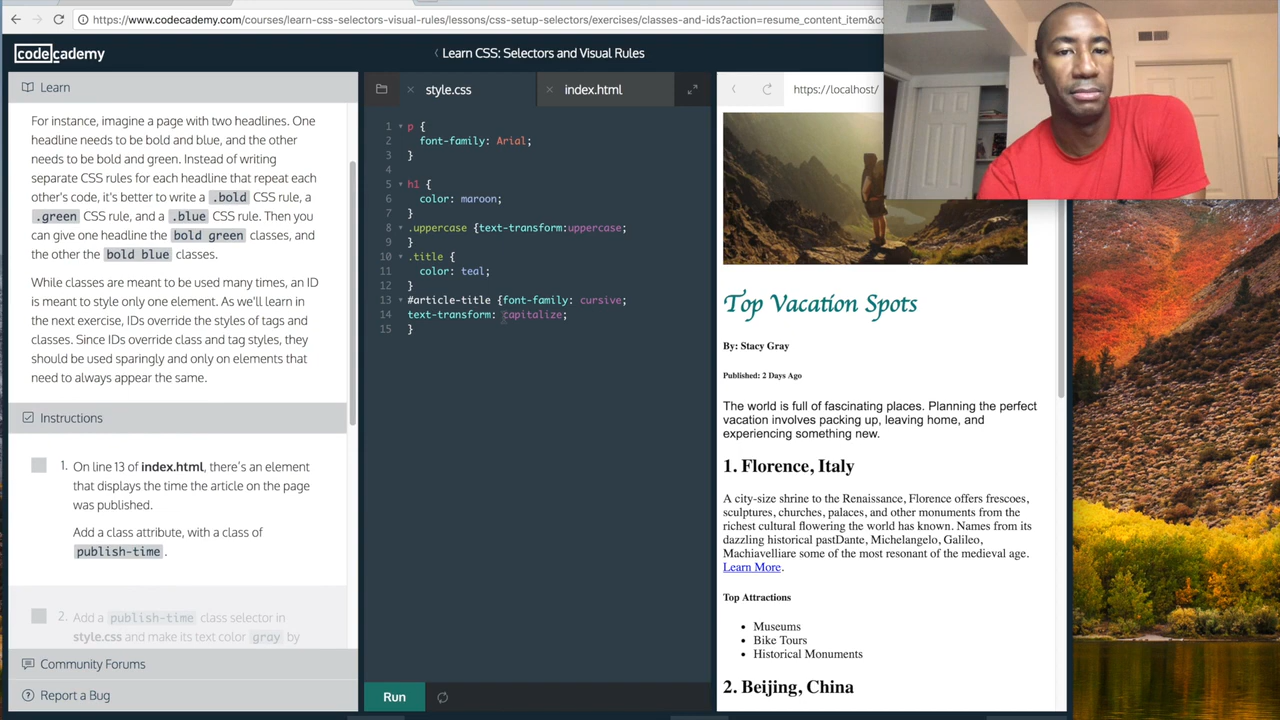 https://www.codecademy.com/courses/learn-css-selectors-visual-rules/lessons/css-setup-selectors/exercises/classes-and-ids?action=resume_content_item&co
codecademy
Learn CSS: Selectors and Visual Rules
Learn
For instance, imagine a page with two headlines. One
headline needs to be bold and blue, and the other
needs to be bold and green. Instead of writing
separate CSS rules for each headline that repeat each
other's code, it's better to write a .bold CSS rule, a
.green CSS rule, and a .blue CSS rule. Then you
can give one headline the bold green classes, and
the other the bold blue classes.
While classes are meant to be used many times, an ID
is meant to style only one element. As we'll learn in
the next exercise, IDs override the styles of tags and
classes. Since IDs override class and tag styles, they
should be used sparingly and only on elements that
need to always appear the same.
Instructions
1. On line 13 of index.html, there's an element
that displays the time the article on the page
was published.
Add a class attribute, with a class of
publish-time.
2. Add a publish-time class selector in
style.css and make its text color gray by
Community Forums
Report a Bug
style.css
index.html
1 p {
2 font-family: Arial;
3 }
4
5 h1 {
6 color: maroon;
7 }
8 .uppercase {text-transform:uppercase;
9 }
10 .title {
11 color: teal;
12 }
13 #article-title {font-family: cursive;
14 text-transform: capitalize;
15 }
Run
https://localhost/
Top Vacation Spots
By: Stacy Gray
Published: 2 Days Ago
The world is full of fascinating places. Planning the perfect
vacation involves packing up, leaving home, and
experiencing something new.
1. Florence, Italy
A city-size shrine to the Renaissance, Florence offers frescoes,
sculptures, churches, palaces, and other monuments from the
richest cultural flowering the world has known. Names from its
dazzling historical pastDante, Michelangelo, Galileo,
Machiavelliare some of the most resonant of the medieval age.
Learn More.
Top Attractions
• Museums
• Bike Tours
• Historical Monuments
2. Beijing, China